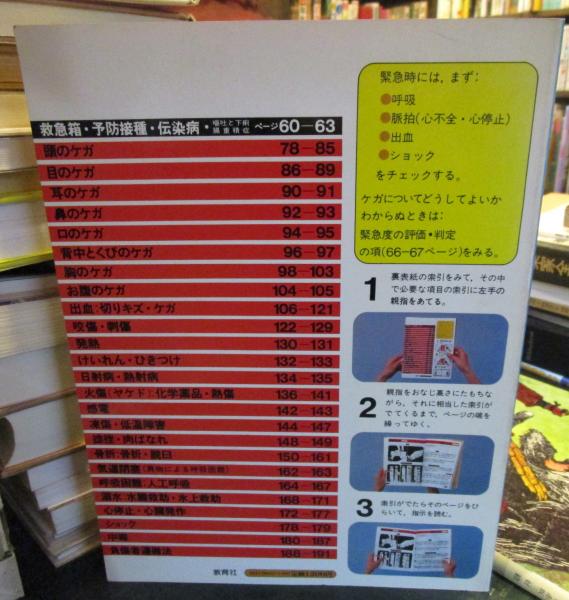 救急箱・予防接種・伝染病・嘔吐と下痢 腸重積症 ページ60—63
頭のケガ 78—85
目のケガ 86—89
耳のケガ 90—91
鼻のケガ 92—93
口のケガ 94—95
背中とくびのケガ 96—97
胸のケガ 98—103
お腹のケガ 104—105
出血:切りキズ・ケガ 106—121
咬傷・刺傷 122—129
発熱 130—131
けいれん・ひきつけ 132—133
日射病・熱射病 134—135
火傷(ヤケド):化学薬品・熱傷 136—141
感電 142—143
凍傷・低温障害 144—147
捻挫・肉ばなれ 148—149
骨折:骨折・脱臼 150—161
気道閉塞(異物による呼吸困難) 162—163
呼吸困難:人工呼吸 164—167
溺水:水難救助・氷上救助 168—171
心停止・心臓発作 172—177
ショック 178—179
中毒 180—187
負傷者運搬法 188—191
教育社
緊急時には,まず:
●呼吸
●脈拍(心不全・心停止)
●出血
●ショック
をチェックする。
ケガについてどうしてよいか
わからぬときは:
緊急度の評価・判定
の項(66—67ページ)をみる。
1
裏表紙の索引をみて,その中
で必要な項目の索引に左手の
親指をあてる。
2
親指をおなじ高さにたもちな
がら,それに相当した索引が
でてくるまで,ページの端を
繰ってゆく。
3
索引がでたらそのページをひ
らいて,指示を読む。